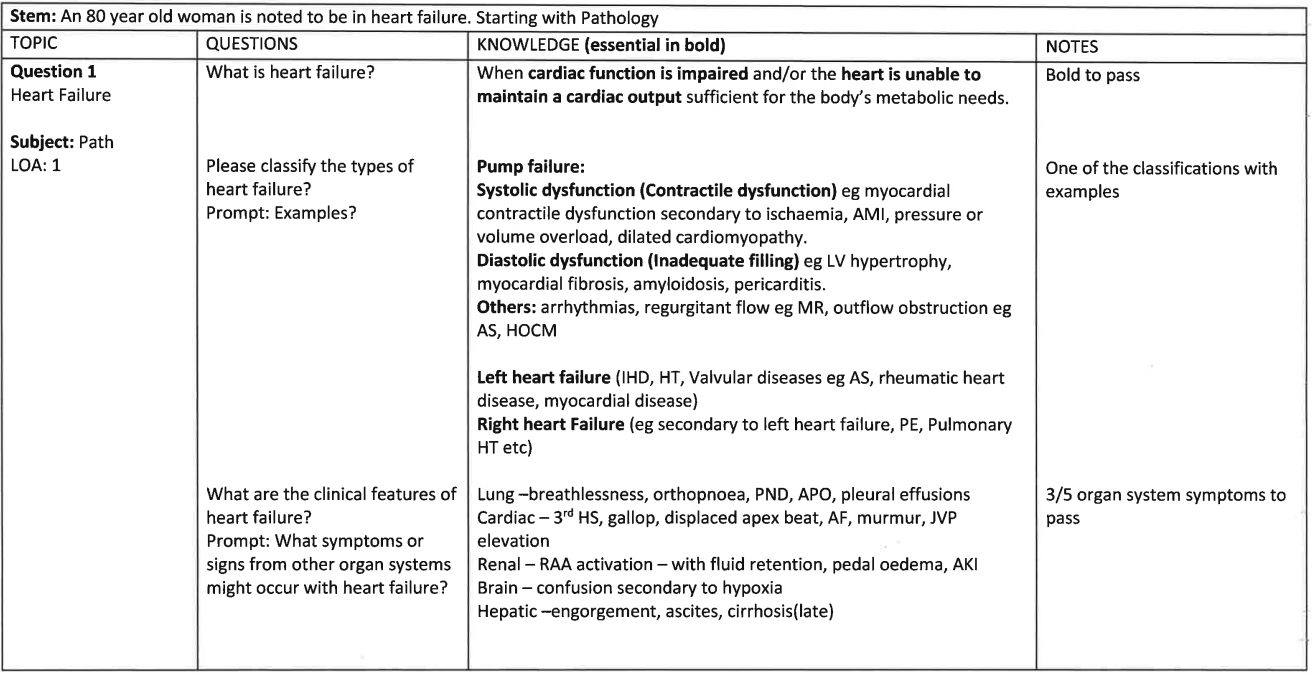 Stem: An 80 year old woman is noted to be in heart failure. Starting with Pathology
TOPIC QUESTIONS KNOWLEDGE (essential in bold) NOTES
Question 1
Heart Failure
Subject: Path
LOA: 1
What is heart failure?
When cardiac function is impaired and/or the heart is unable to
maintain a cardiac output sufficient for the body's metabolic needs.
Bold to pass
Please classify the types of
heart failure?
Prompt: Examples?
Pump failure:
Systolic dysfunction (Contractile dysfunction) eg myocardial
contractile dysfunction secondary to ischaemia, AMI, pressure or
volume overload, dilated cardiomyopathy.
Diastolic dysfunction (Inadequate filling) eg LV hypertrophy,
myocardial fibrosis, amyloidosis, pericarditis.
Others: arrhythmias, regurgitant flow eg MR, outflow obstruction eg
AS, HOCM
Left heart failure (IHD, HT, Valvular diseases eg AS, rheumatic heart
disease, myocardial disease)
Right heart Failure (eg secondary to left heart failure, PE, Pulmonary
HT etc)
One of the classifications with
examples
What are the clinical features of
heart failure?
Prompt: What symptoms or
signs from other organ systems
might occur with heart failure?
Lung –breathlessness, orthopnoea, PND, APO, pleural effusions
Cardiac – 3rd HS, gallop, displaced apex beat, AF, murmur, JVP
elevation
Renal – RAA activation – with fluid retention, pedal oedema, AKI
Brain – confusion secondary to hypoxia
Hepatic –engorgement, ascites, cirrhosis(late)
3/5 organ system symptoms to
pass